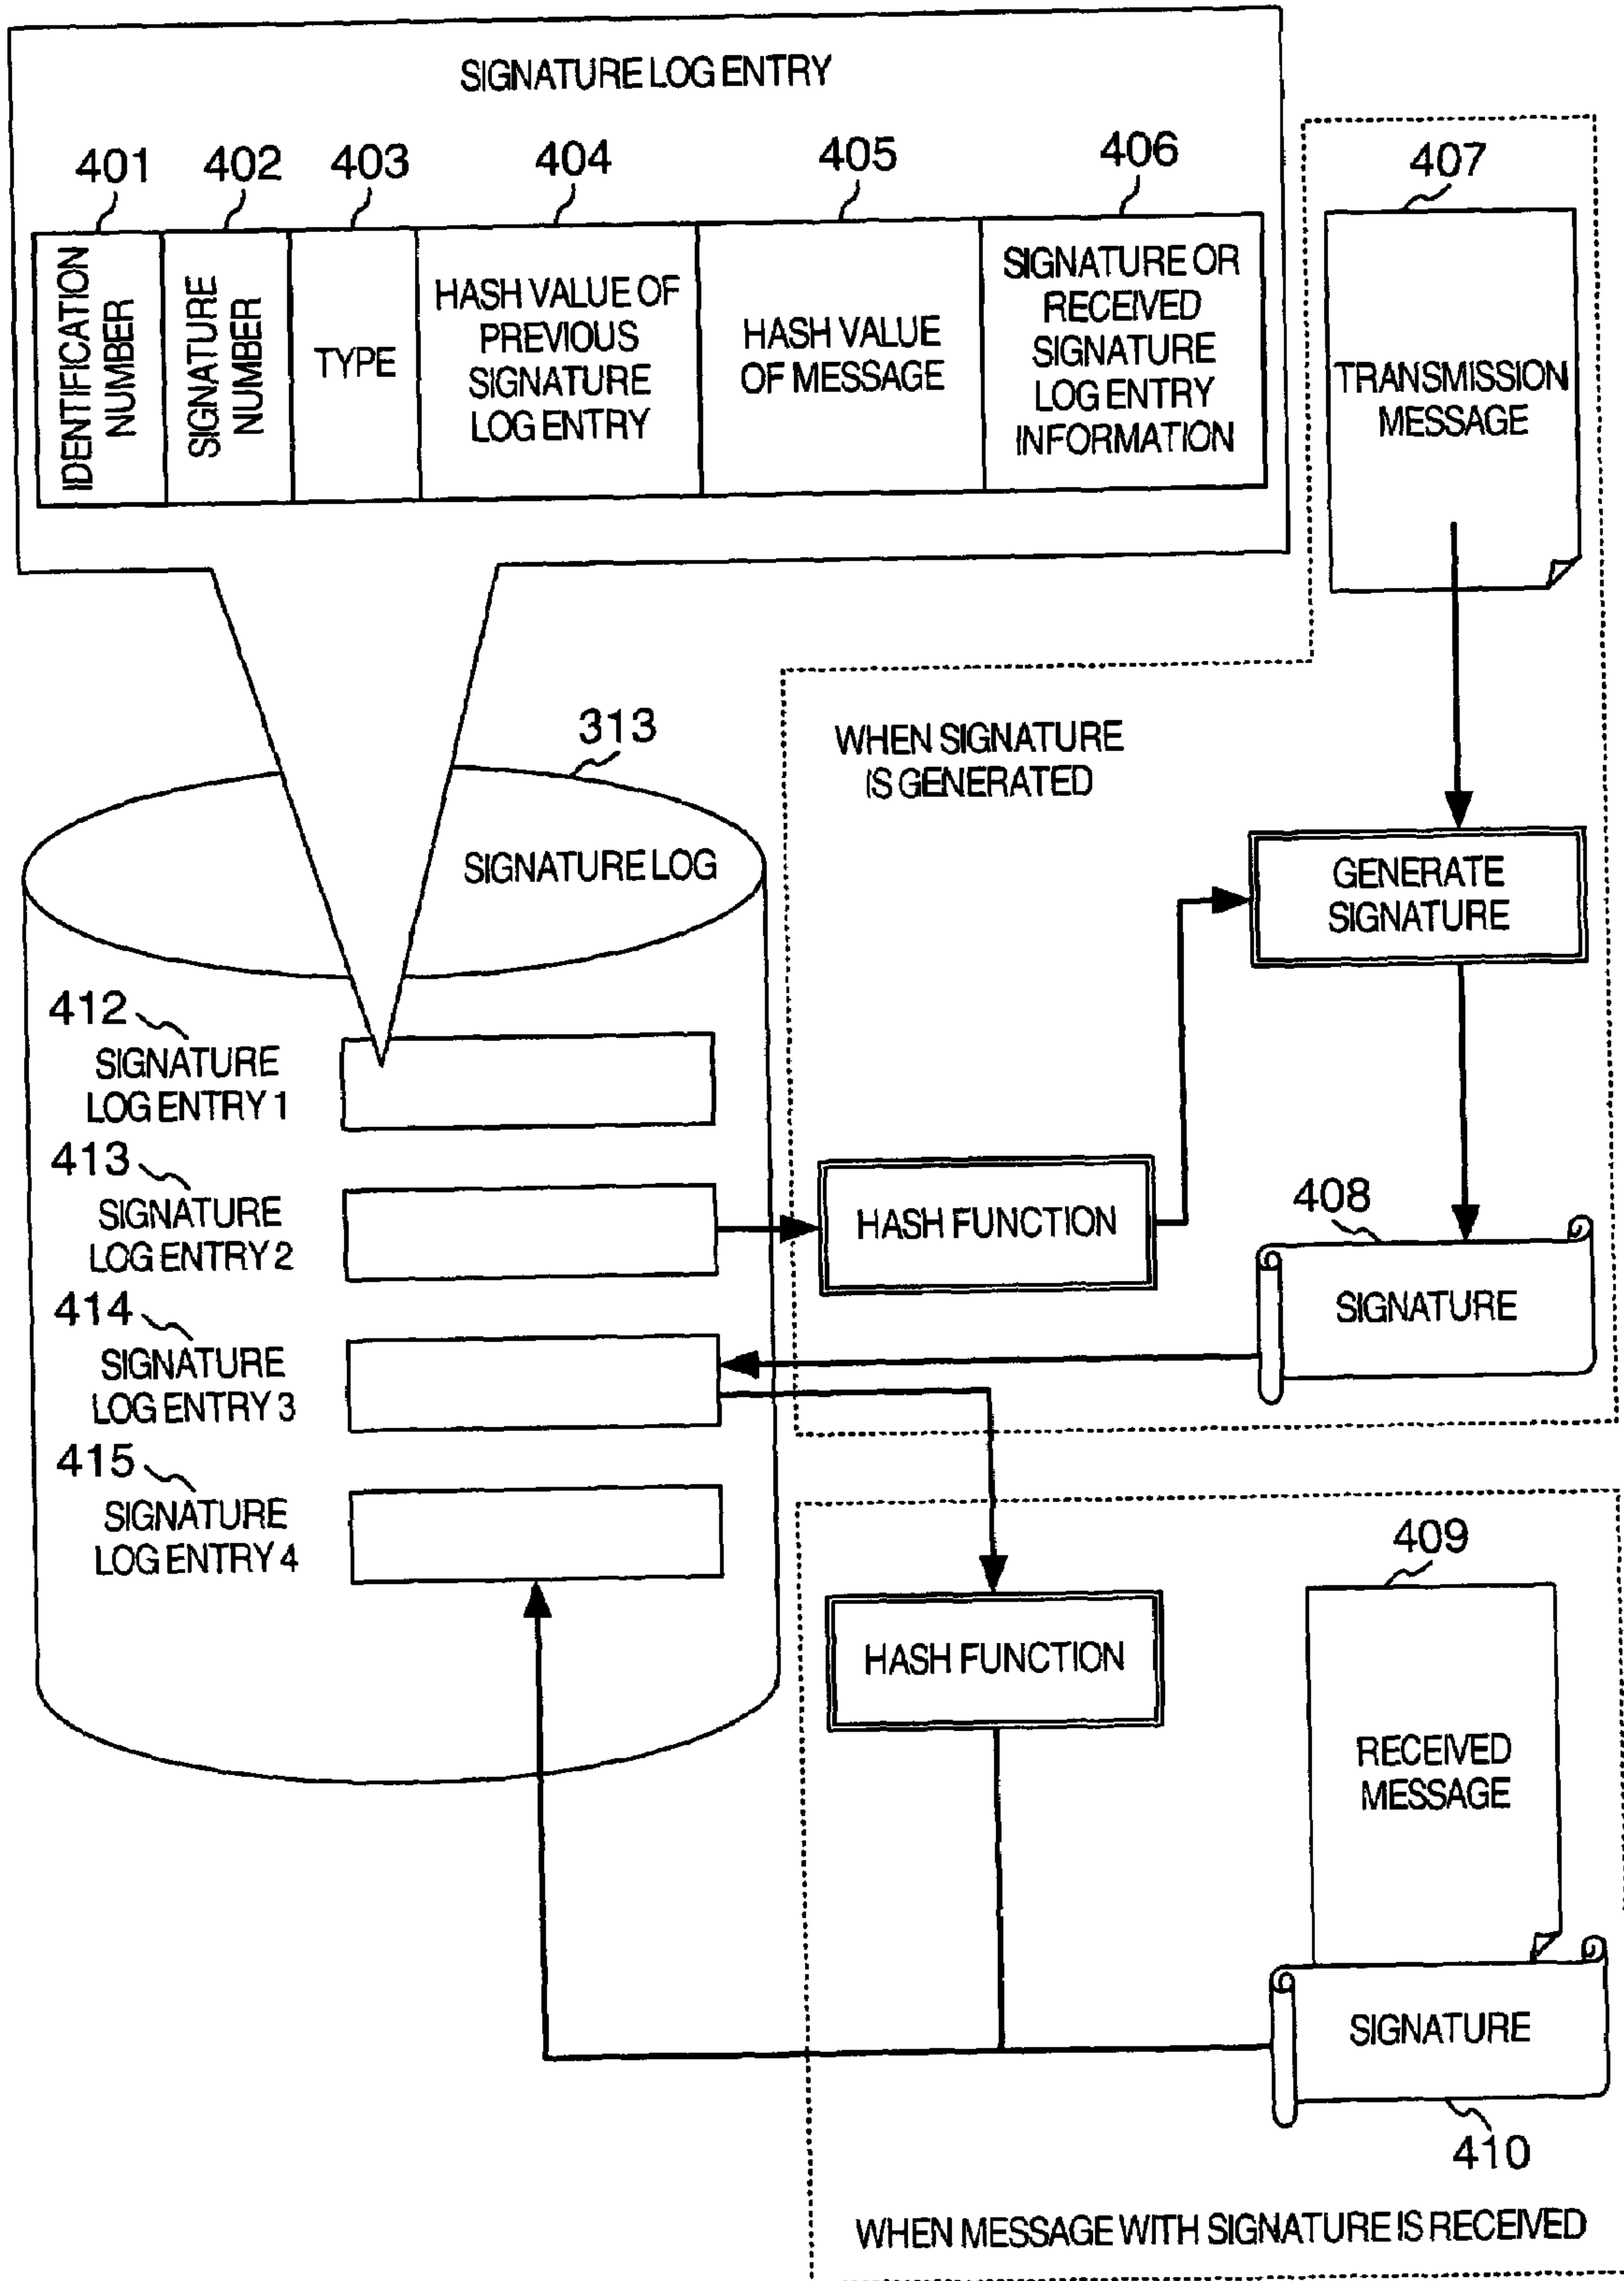 SIGNATURE LOG ENTRY
401
402
403
404
405
406
407
IDENTIFICATION
NUMBER
SIGNATURE
NUMBER
TYPE
HASH VALUE OF
PREVIOUS
SIGNATURE
LOG ENTRY
HASH VALUE
OF MESSAGE
SIGNATURE OR
RECEIVED
SIGNATURE
LOG ENTRY
INFORMATION
TRANSMISSION
MESSAGE
313
WHEN SIGNATURE
IS GENERATED
SIGNATURE LOG
GENERATE
SIGNATURE
412
SIGNATURE
LOG ENTRY 1
413
SIGNATURE
LOG ENTRY 2
HASH FUNCTION
408
SIGNATURE
414
SIGNATURE
LOG ENTRY 3
415
SIGNATURE
LOG ENTRY 4
409
HASH FUNCTION
RECEIVED
MESSAGE
SIGNATURE
410
WHEN MESSAGE WITH SIGNATURE IS RECEIVED